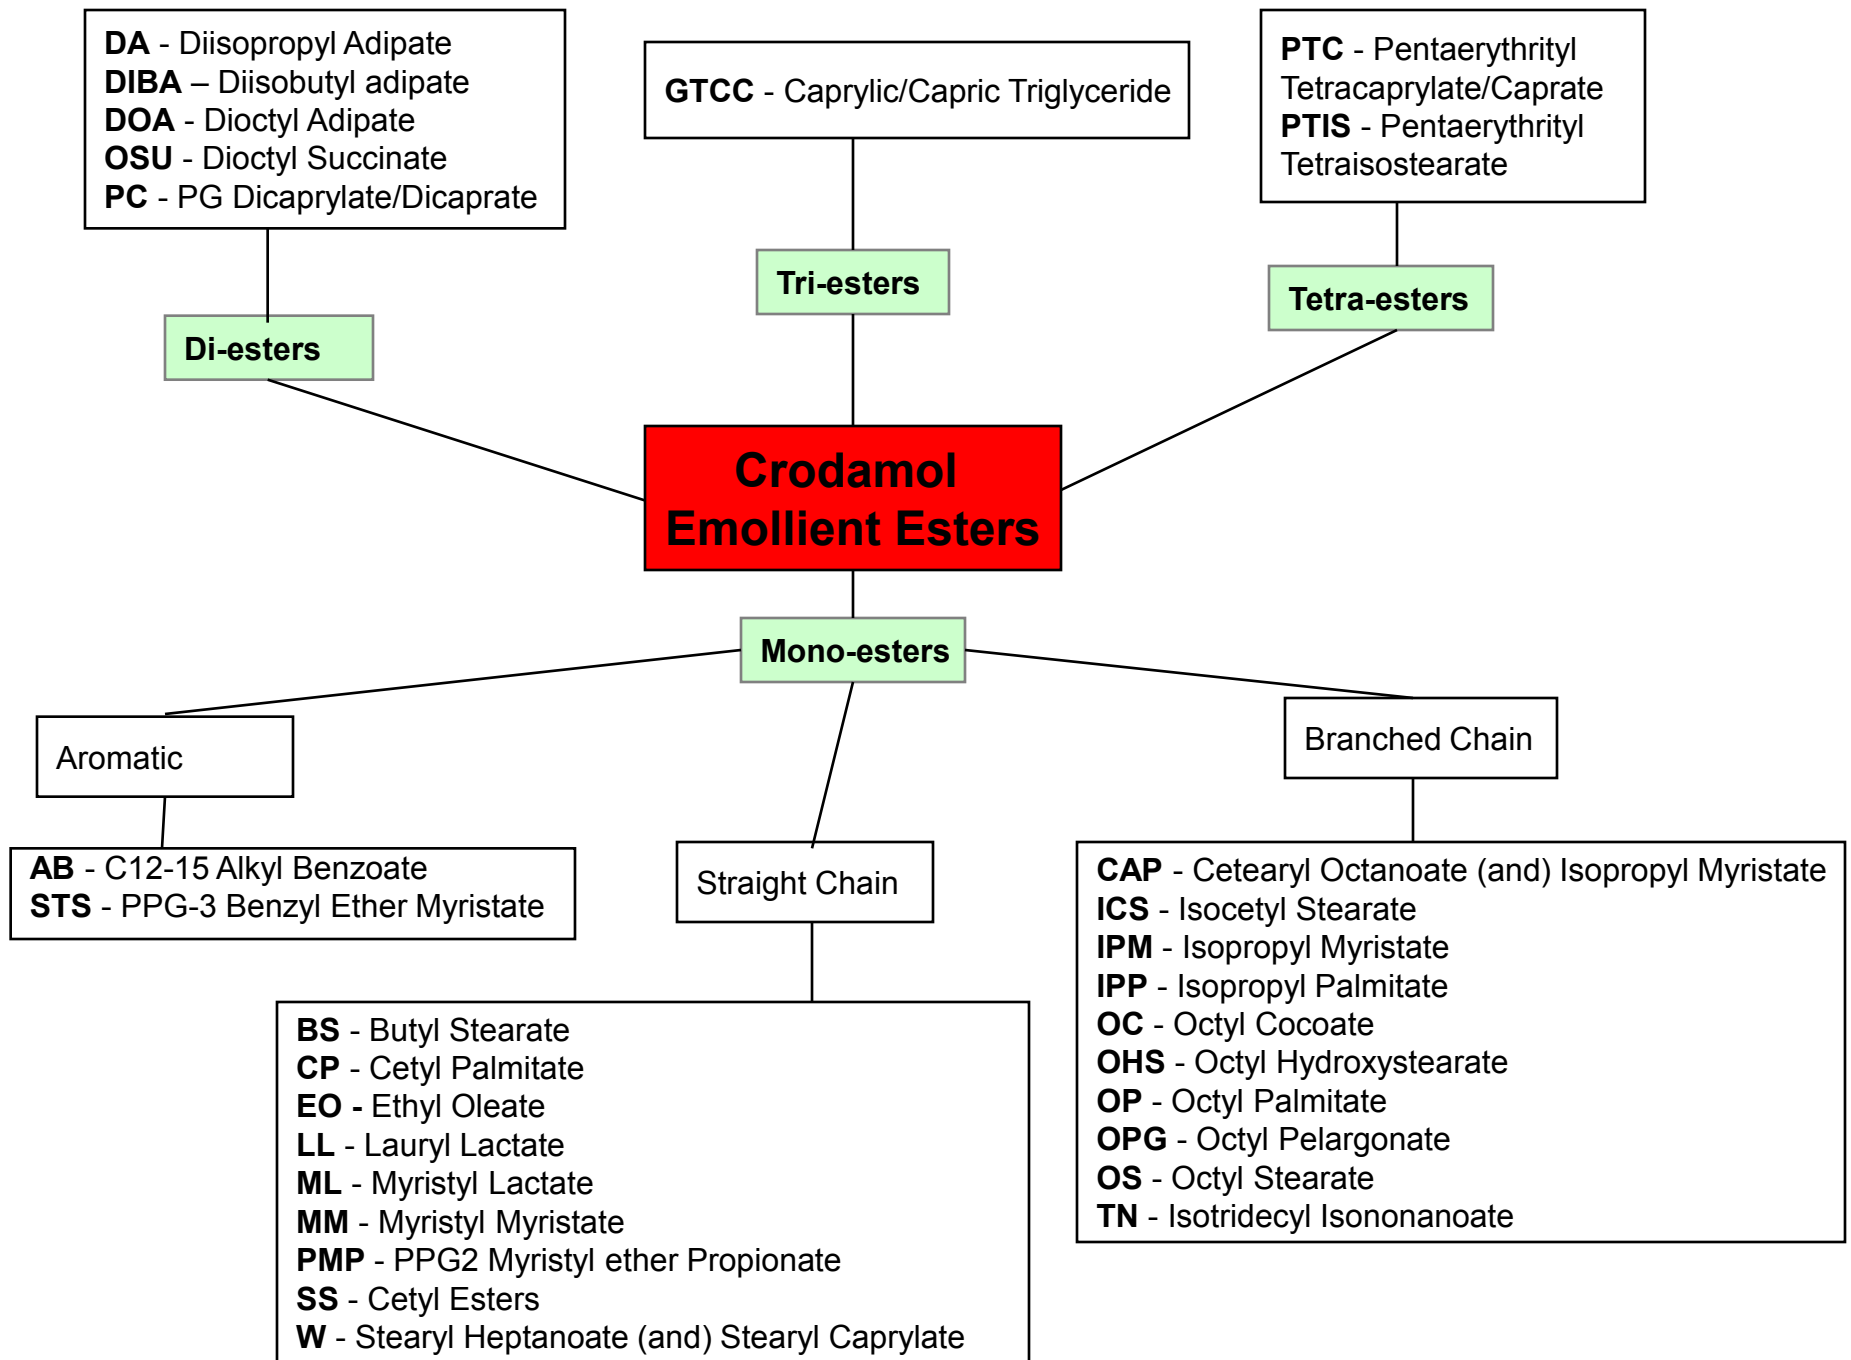 DA - Diisopropyl Adipate
DIBA – Diisobutyl adipate
DOA - Dioctyl Adipate
OSU - Dioctyl Succinate
PC - PG Dicaprylate/Dicaprate
GTCC - Caprylic/Capric Triglyceride
PTC - Pentaerythrityl
Tetracaprylate/Caprate
PTIS - Pentaerythrityl
Tetraisostearate
Di-esters
Tri-esters
Tetra-esters
Crodamol
Emollient Esters
Mono-esters
Aromatic
AB - C12-15 Alkyl Benzoate
STS - PPG-3 Benzyl Ether Myristate
Straight Chain
BS - Butyl Stearate
CP - Cetyl Palmitate
EO - Ethyl Oleate
LL - Lauryl Lactate
ML - Myristyl Lactate
MM - Myristyl Myristate
PMP - PPG2 Myristyl ether Propionate
SS - Cetyl Esters
W - Stearyl Heptanoate (and) Stearyl Caprylate
Branched Chain
CAP - Cetearyl Octanoate (and) Isopropyl Myristate
ICS - Isocetyl Stearate
IPM - Isopropyl Myristate
IPP - Isopropyl Palmitate
OC - Octyl Cocoate
OHS - Octyl Hydroxystearate
OP - Octyl Palmitate
OPG - Octyl Pelargonate
OS - Octyl Stearate
TN - Isotridecyl Isononanoate